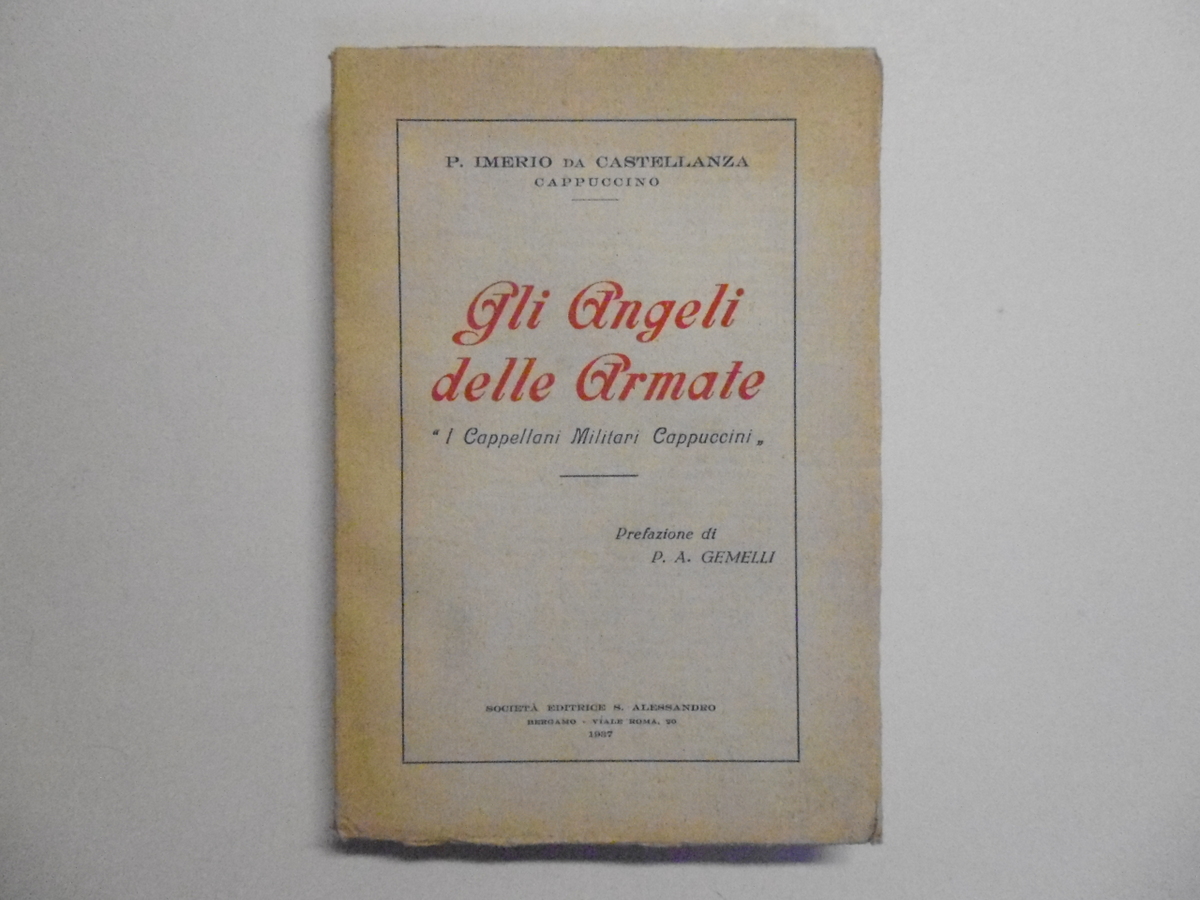 P. IMERIO DA CASTELLANZA
CAPPUCCINO
Gli Angeli
delle Armate
“ I Cappellani Militari Cappuccini „
Prefazione di
P. A. GEMELLI
SOCIETÀ EDITRICE S. ALESSANDRO
BERGAMO - VIALE ROMA, 20
1937